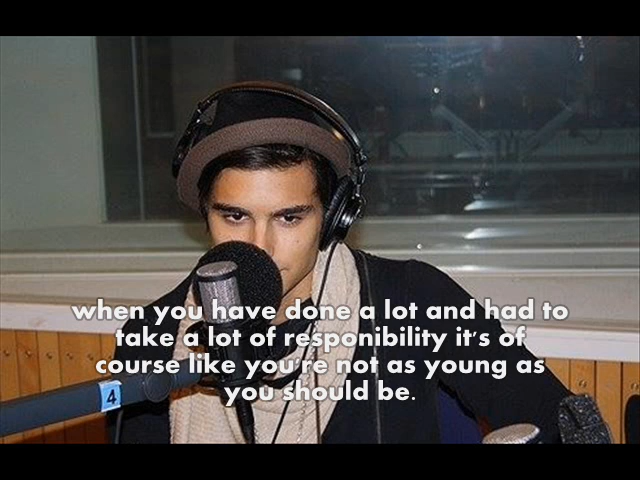 when you have done a lot and had to
take a lot of responibility it's of
course like you're not as young as
you should be.
4